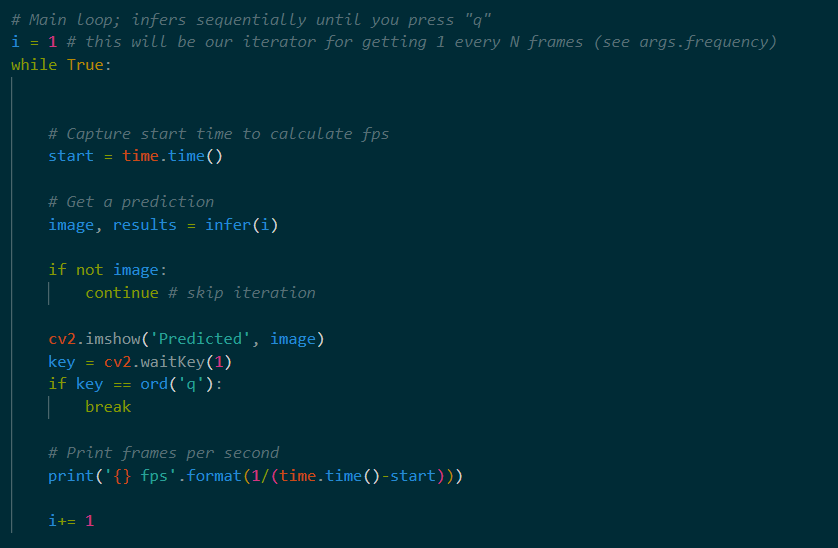 # Main loop; infers sequentially until you press "q"
i = 1 # this will be our iterator for getting 1 every N frames (see args.frequency)
while True:
    # Capture start time to calculate fps
    start = time.time()
    # Get a prediction
    image, results = infer(i)
    if not image:
        continue # skip iteration
    cv2.imshow('Predicted', image)
    key = cv2.waitKey(1)
    if key == ord('q'):
        break
    # Print frames per second
    print('{} fps'.format(1/(time.time()-start)))
    i+= 1